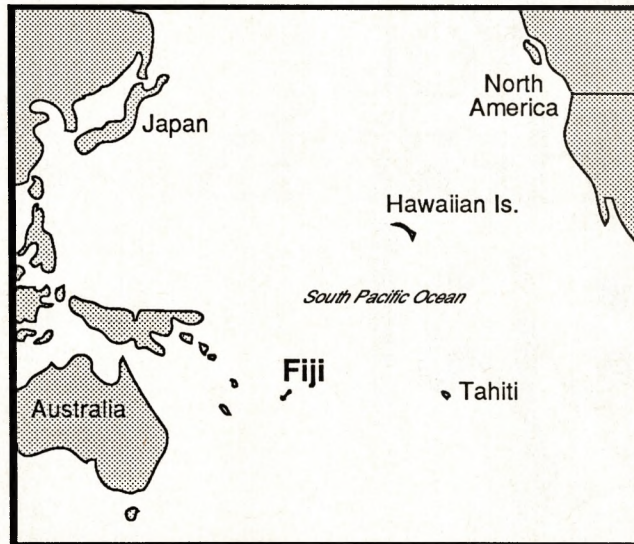 North
America
Japan
Hawaiian Is.
South Pacific Ocean
Fiji
Australia
Tahiti